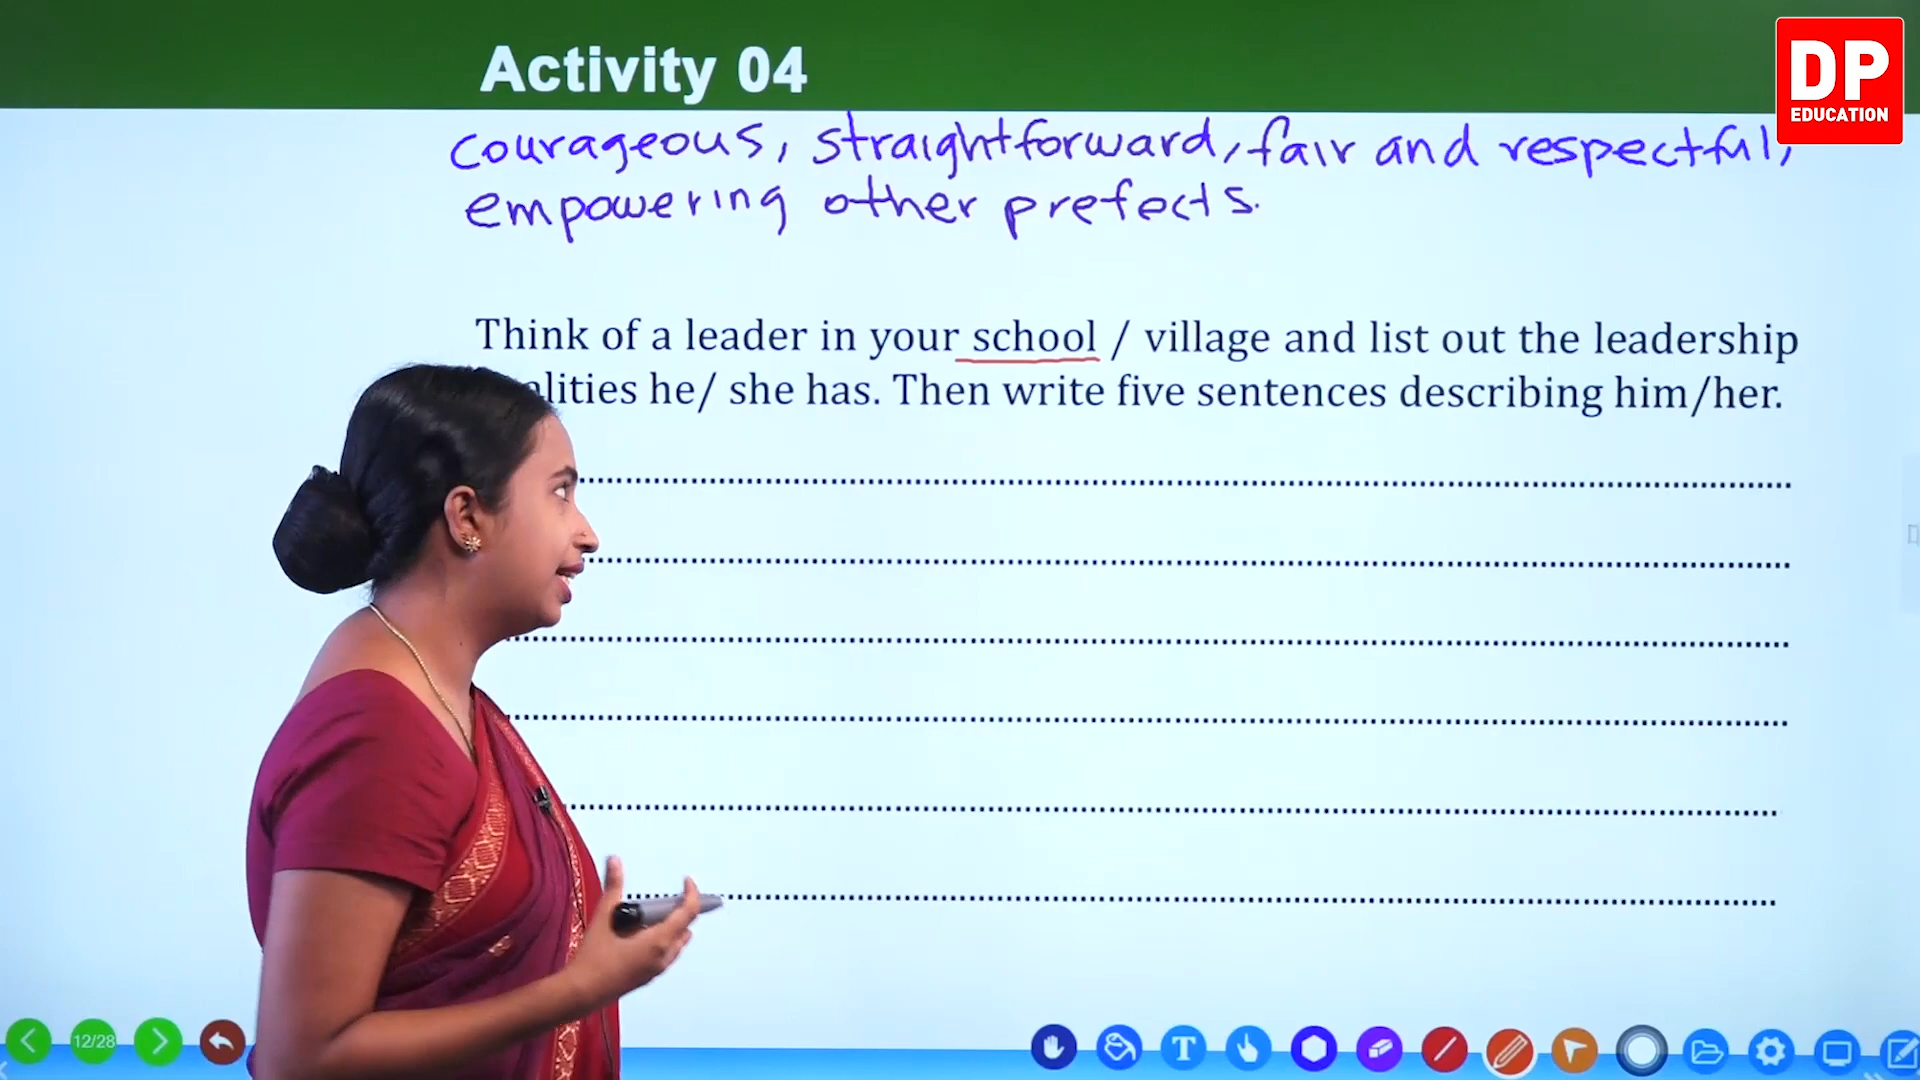 Activity 04
DP
EDUCATION
courageous, straightforward, fair and respectful,
empowering other prefects.
Think of a leader in your school / village and list out the leadership
alities he/ she has. Then write five sentences describing him/her.
12/28
T